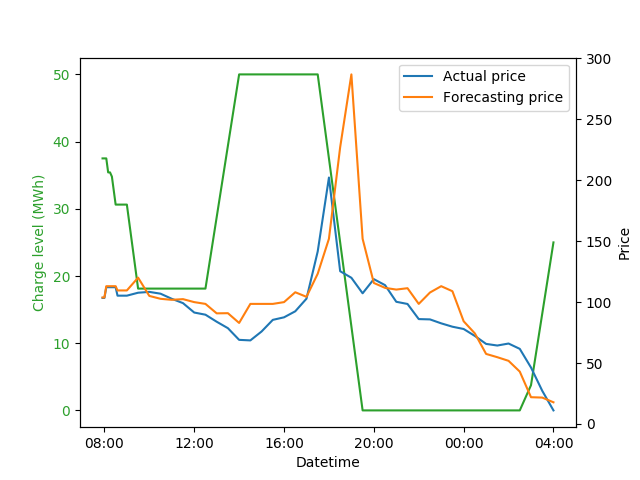 Actual price
Forecasting price
Charge level (MWh)
50
40
30
20
10
0
300
250
200
150
100
50
0
Price
08:00 12:00 16:00 20:00 00:00 04:00
Datetime